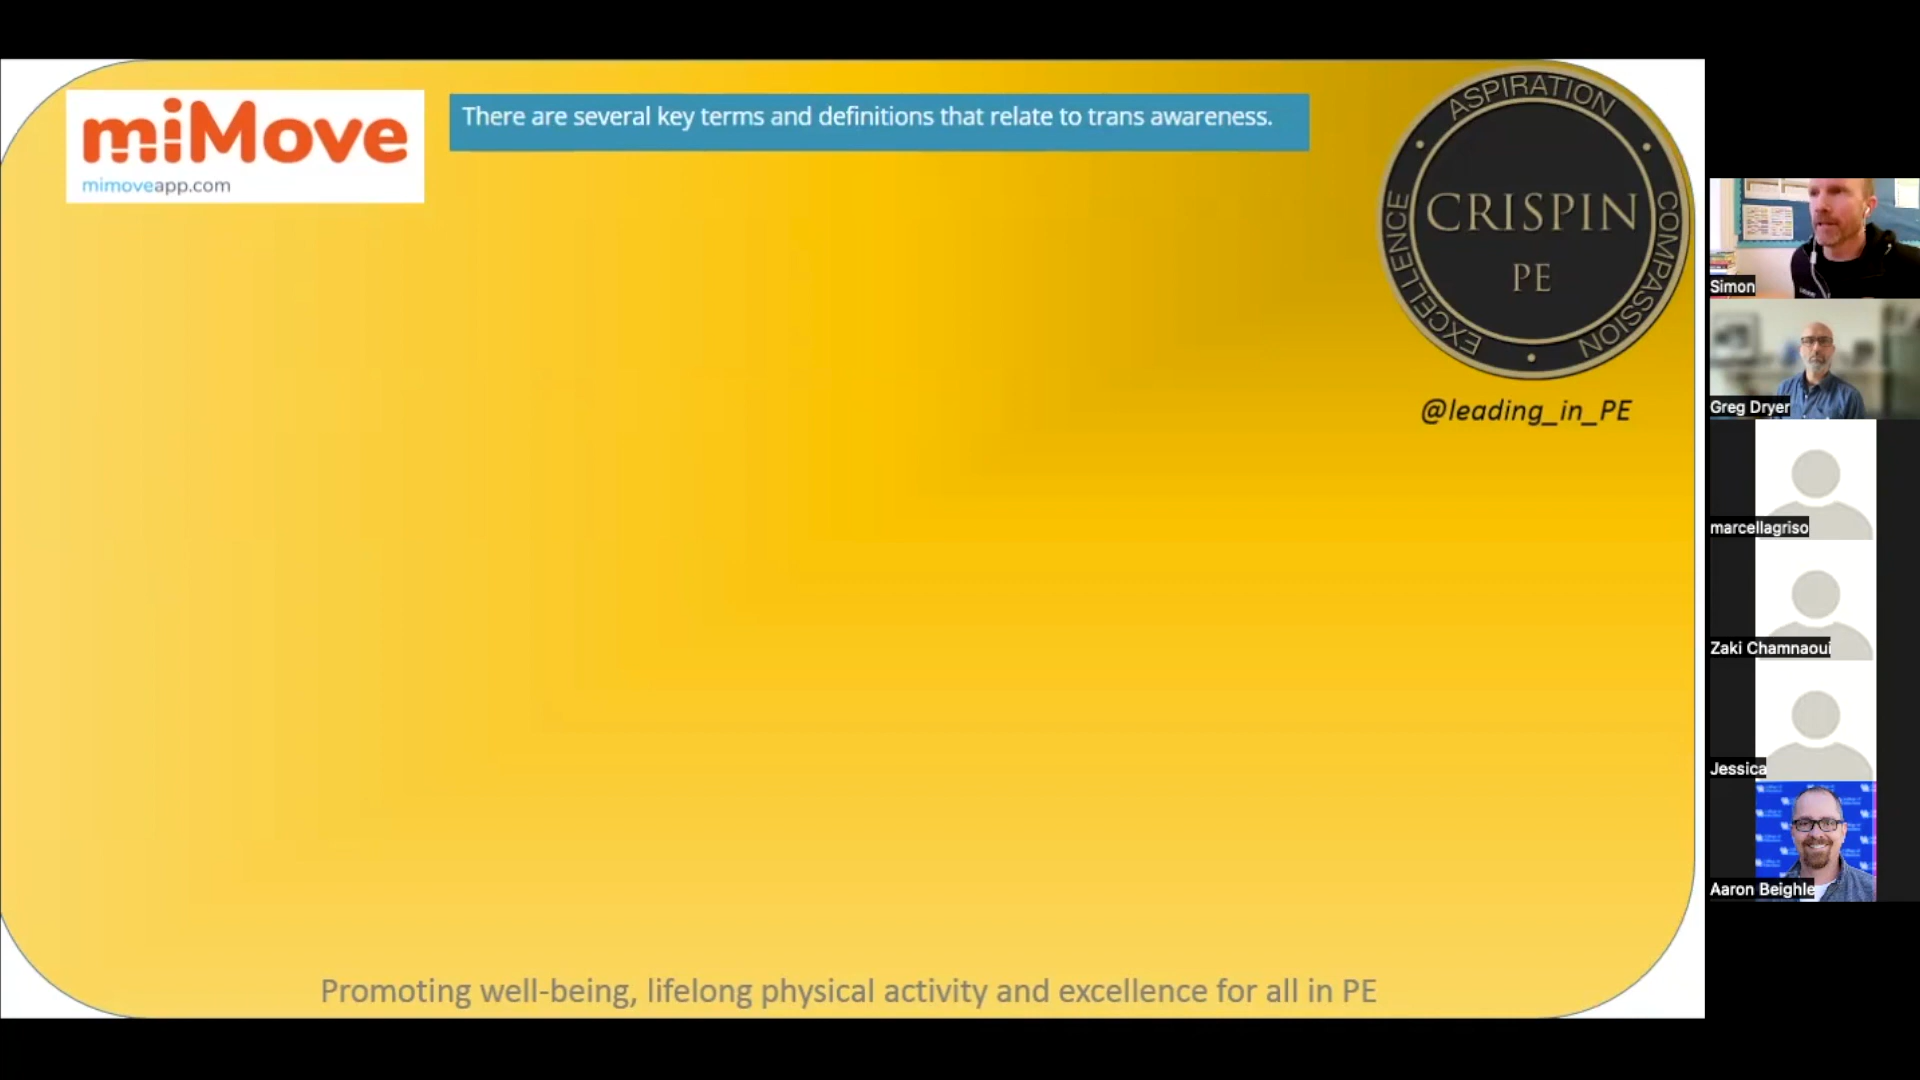 miMove
mimoveapp.com
There are several key terms and definitions that relate to trans awareness.
ASPIRATION
COMPASSION
EXCELLENCE
CRISPIN
PE
@leading_in_PE
Promoting well-being, lifelong physical activity and excellence for all in PE
Simon
Greg Dryer
marcellagriso
Zaki Chamnaoui
Jessica
Aaron Beighle